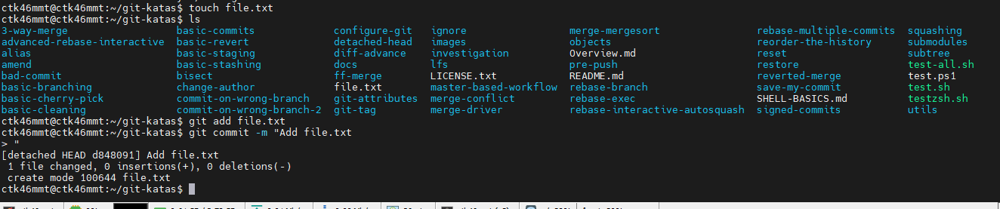 ctk46mmt@ctk46mmt:~/git-katas$ touch file.txt
ctk46mmt@ctk46mmt:~/git-katas$ ls
3-way-merge basic-commits configure-git ignore merge-mergesort rebase-multiple-commits squashing
advanced-rebase-interactive basic-revert detached-head images objects reorder-the-history submodules
alias basic-staging diff-advance investigation Overview.md reset subtree
amend basic-stashing docs lfs pre-push restore test-all.sh
bad-commit bisect ff-merge LICENSE.txt README.md reverted-merge test.ps1
basic-branching change-author file.txt master-based-workflow rebase-branch save-my-commit test.sh
basic-cherry-pick commit-on-wrong-branch git-attributes merge-conflict rebase-exec SHELL-BASICS.md testzsh.sh
basic-cleaning commit-on-wrong-branch-2 git-tag merge-driver rebase-interactive-autosquash signed-commits utils
ctk46mmt@ctk46mmt:~/git-katas$ git add file.txt
ctk46mmt@ctk46mmt:~/git-katas$ git commit -m "Add file.txt
> "
[detached HEAD d848091] Add file.txt
 1 file changed, 0 insertions(+), 0 deletions(-)
 create mode 100644 file.txt
ctk46mmt@ctk46mmt:~/git-katas$